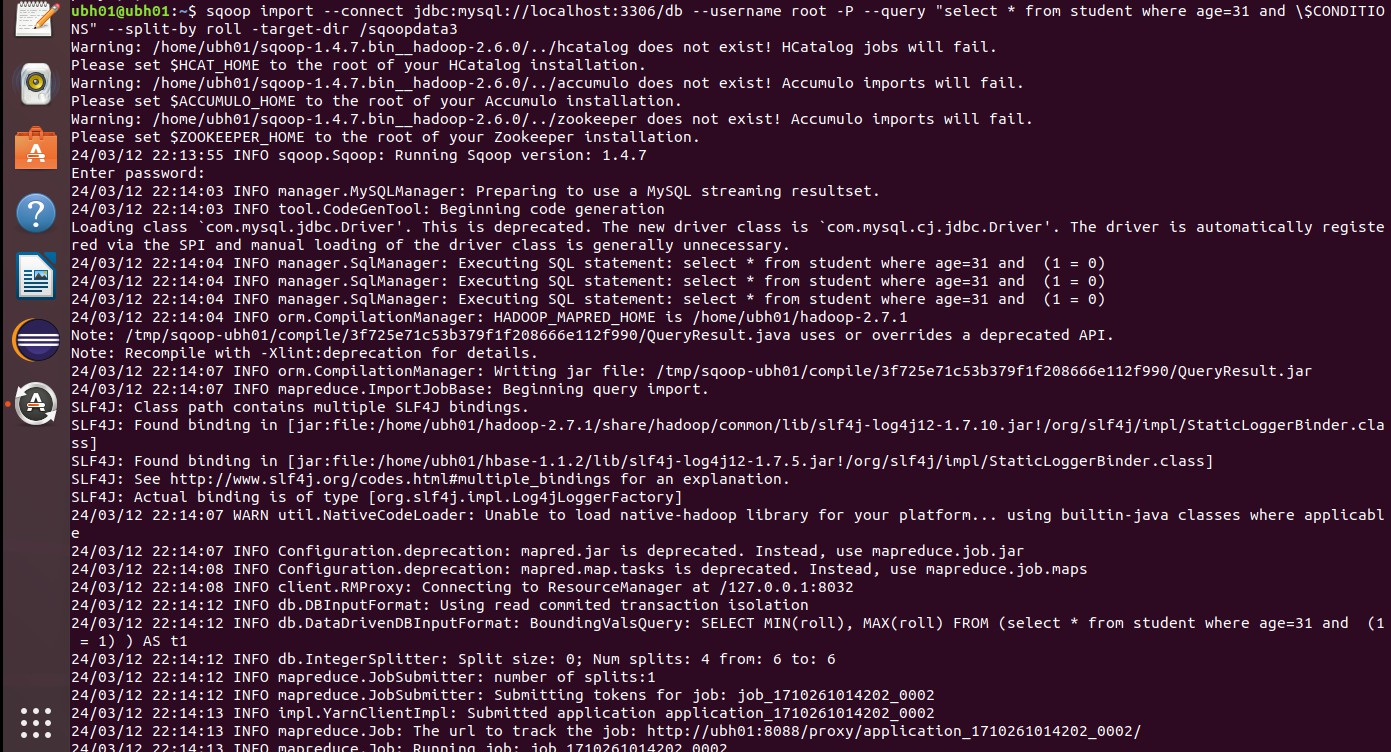 ubh01@ubh01:~$ sqoop import --connect jdbc:mysql://localhost:3306/db --username root -P --query "select * from student where age=31 and \$CONDITIO
NS" --split-by roll -target-dir /sqoopdata3
Warning: /home/ubh01/sqoop-1.4.7.bin__hadoop-2.6.0/../hcatalog does not exist! HCatalog jobs will fail.
Please set $HCAT_HOME to the root of your HCatalog installation.
Warning: /home/ubh01/sqoop-1.4.7.bin__hadoop-2.6.0/../accumulo does not exist! Accumulo imports will fail.
Please set $ACCUMULO_HOME to the root of your Accumulo installation.
Warning: /home/ubh01/sqoop-1.4.7.bin__hadoop-2.6.0/../zookeeper does not exist! Accumulo imports will fail.
Please set $ZOOKEEPER_HOME to the root of your Zookeeper installation.
24/03/12 22:13:55 INFO sqoop.Sqoop: Running Sqoop version: 1.4.7
Enter password:
24/03/12 22:14:03 INFO manager.MySQLManager: Preparing to use a MySQL streaming resultset.
24/03/12 22:14:03 INFO tool.CodeGenTool: Beginning code generation
Loading class `com.mysql.jdbc.Driver'. This is deprecated. The new driver class is `com.mysql.cj.jdbc.Driver'. The driver is automatically registe
red via the SPI and manual loading of the driver class is generally unnecessary.
24/03/12 22:14:04 INFO manager.SqlManager: Executing SQL statement: select * from student where age=31 and  (1 = 0)
24/03/12 22:14:04 INFO manager.SqlManager: Executing SQL statement: select * from student where age=31 and  (1 = 0)
24/03/12 22:14:04 INFO manager.SqlManager: Executing SQL statement: select * from student where age=31 and  (1 = 0)
24/03/12 22:14:04 INFO orm.CompilationManager: HADOOP_MAPRED_HOME is /home/ubh01/hadoop-2.7.1
Note: /tmp/sqoop-ubh01/compile/3f725e71c53b379f1f208666e112f990/QueryResult.java uses or overrides a deprecated API.
Note: Recompile with -Xlint:deprecation for details.
24/03/12 22:14:07 INFO orm.CompilationManager: Writing jar file: /tmp/sqoop-ubh01/compile/3f725e71c53b379f1f208666e112f990/QueryResult.jar
24/03/12 22:14:07 INFO mapreduce.ImportJobBase: Beginning query import.
SLF4J: Class path contains multiple SLF4J bindings.
SLF4J: Found binding in [jar:file:/home/ubh01/hadoop-2.7.1/share/hadoop/common/lib/slf4j-log4j12-1.7.10.jar!/org/slf4j/impl/StaticLoggerBinder.cla
ss]
SLF4J: Found binding in [jar:file:/home/ubh01/hbase-1.1.2/lib/slf4j-log4j12-1.7.5.jar!/org/slf4j/impl/StaticLoggerBinder.class]
SLF4J: See http://www.slf4j.org/codes.html#multiple_bindings for an explanation.
SLF4J: Actual binding is of type [org.slf4j.impl.Log4jLoggerFactory]
24/03/12 22:14:07 WARN util.NativeCodeLoader: Unable to load native-hadoop library for your platform... using builtin-java classes where applicabl
e
24/03/12 22:14:07 INFO Configuration.deprecation: mapred.jar is deprecated. Instead, use mapreduce.job.jar
24/03/12 22:14:08 INFO Configuration.deprecation: mapred.map.tasks is deprecated. Instead, use mapreduce.job.maps
24/03/12 22:14:08 INFO client.RMProxy: Connecting to ResourceManager at /127.0.0.1:8032
24/03/12 22:14:12 INFO db.DBInputFormat: Using read commited transaction isolation
24/03/12 22:14:12 INFO db.DataDrivenDBInputFormat: BoundingValsQuery: SELECT MIN(roll), MAX(roll) FROM (select * from student where age=31 and  (1
 = 1) ) AS t1
24/03/12 22:14:12 INFO db.IntegerSplitter: Split size: 0; Num splits: 4 from: 6 to: 6
24/03/12 22:14:12 INFO mapreduce.JobSubmitter: number of splits:1
24/03/12 22:14:12 INFO mapreduce.JobSubmitter: Submitting tokens for job: job_1710261014202_0002
24/03/12 22:14:13 INFO impl.YarnClientImpl: Submitted application application_1710261014202_0002
24/03/12 22:14:13 INFO mapreduce.Job: The url to track the job: http://ubh01:8088/proxy/application_1710261014202_0002/
24/03/12 22:14:13 INFO mapreduce.Job: Running job: job_1710261014202_0002